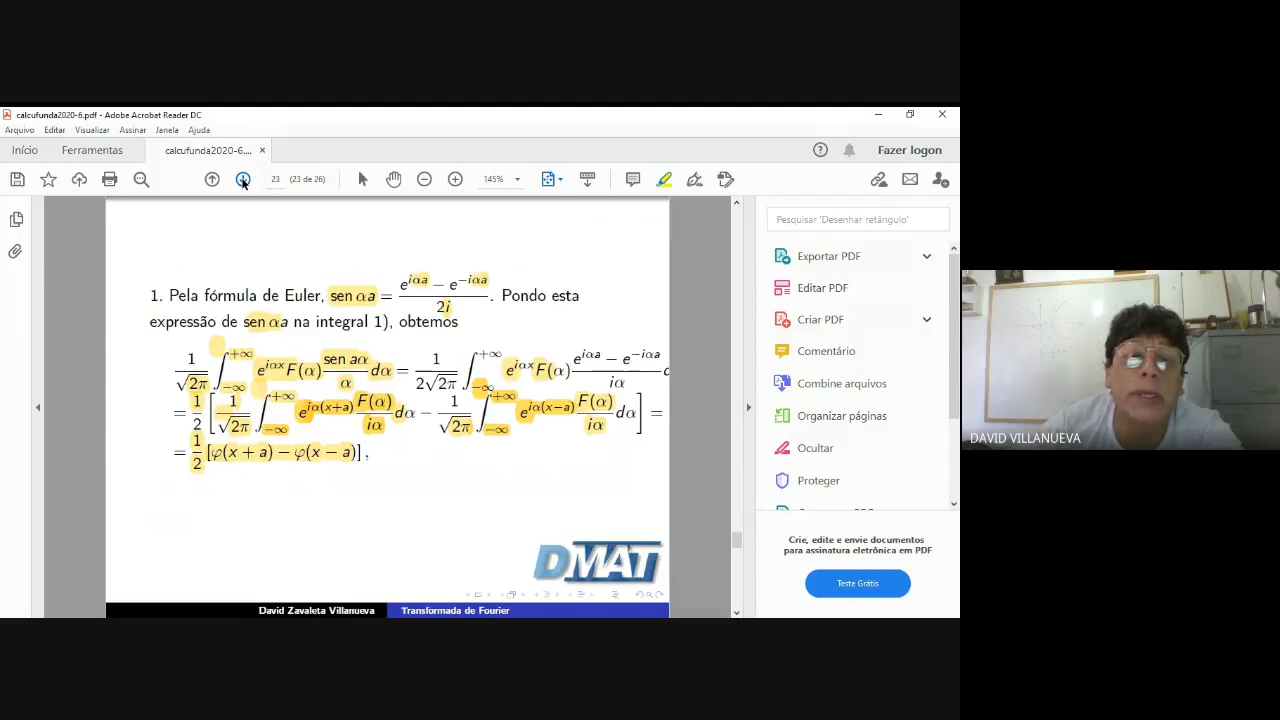 calcufunda2020-6.pdf - Adobe Acrobat Reader DC
Arquivo Editar Visualizar Assinar Janela Ajuda
Início Ferramentas calcufunda2020-6.... × Fazer logon
23 (23 de 26) 145%
Pesquisar 'Desenhar retângulo'
Exportar PDF
Editar PDF
Criar PDF
Comentário
Combine arquivos
Organizar páginas
Ocultar
Proteger
Crie, edite e envie documentos
para assinatura eletrônica em PDF
Teste Grátis
1. Pela fórmula de Euler, sen αa = (e^{iαa} − e^{−iαa})/2i. Pondo esta
expressão de sen αa na integral 1), obtemos
1/√2π ∫_{−∞}^{+∞} e^{iαx} F(α) (sen aα)/α dα = 1/(2√2π) ∫_{−∞}^{+∞} e^{iαx} F(α) (e^{iαa} − e^{−iαa})/iα
= 1/2 [ 1/√2π ∫_{−∞}^{+∞} e^{iα(x+a)} F(α)/iα dα − 1/√2π ∫_{−∞}^{+∞} e^{iα(x−a)} F(α)/iα dα ] =
= 1/2 [φ(x + a) − φ(x − a)] ,
DMAT
David Zavaleta Villanueva Transformada de Fourier
DAVID VILLANUEVA